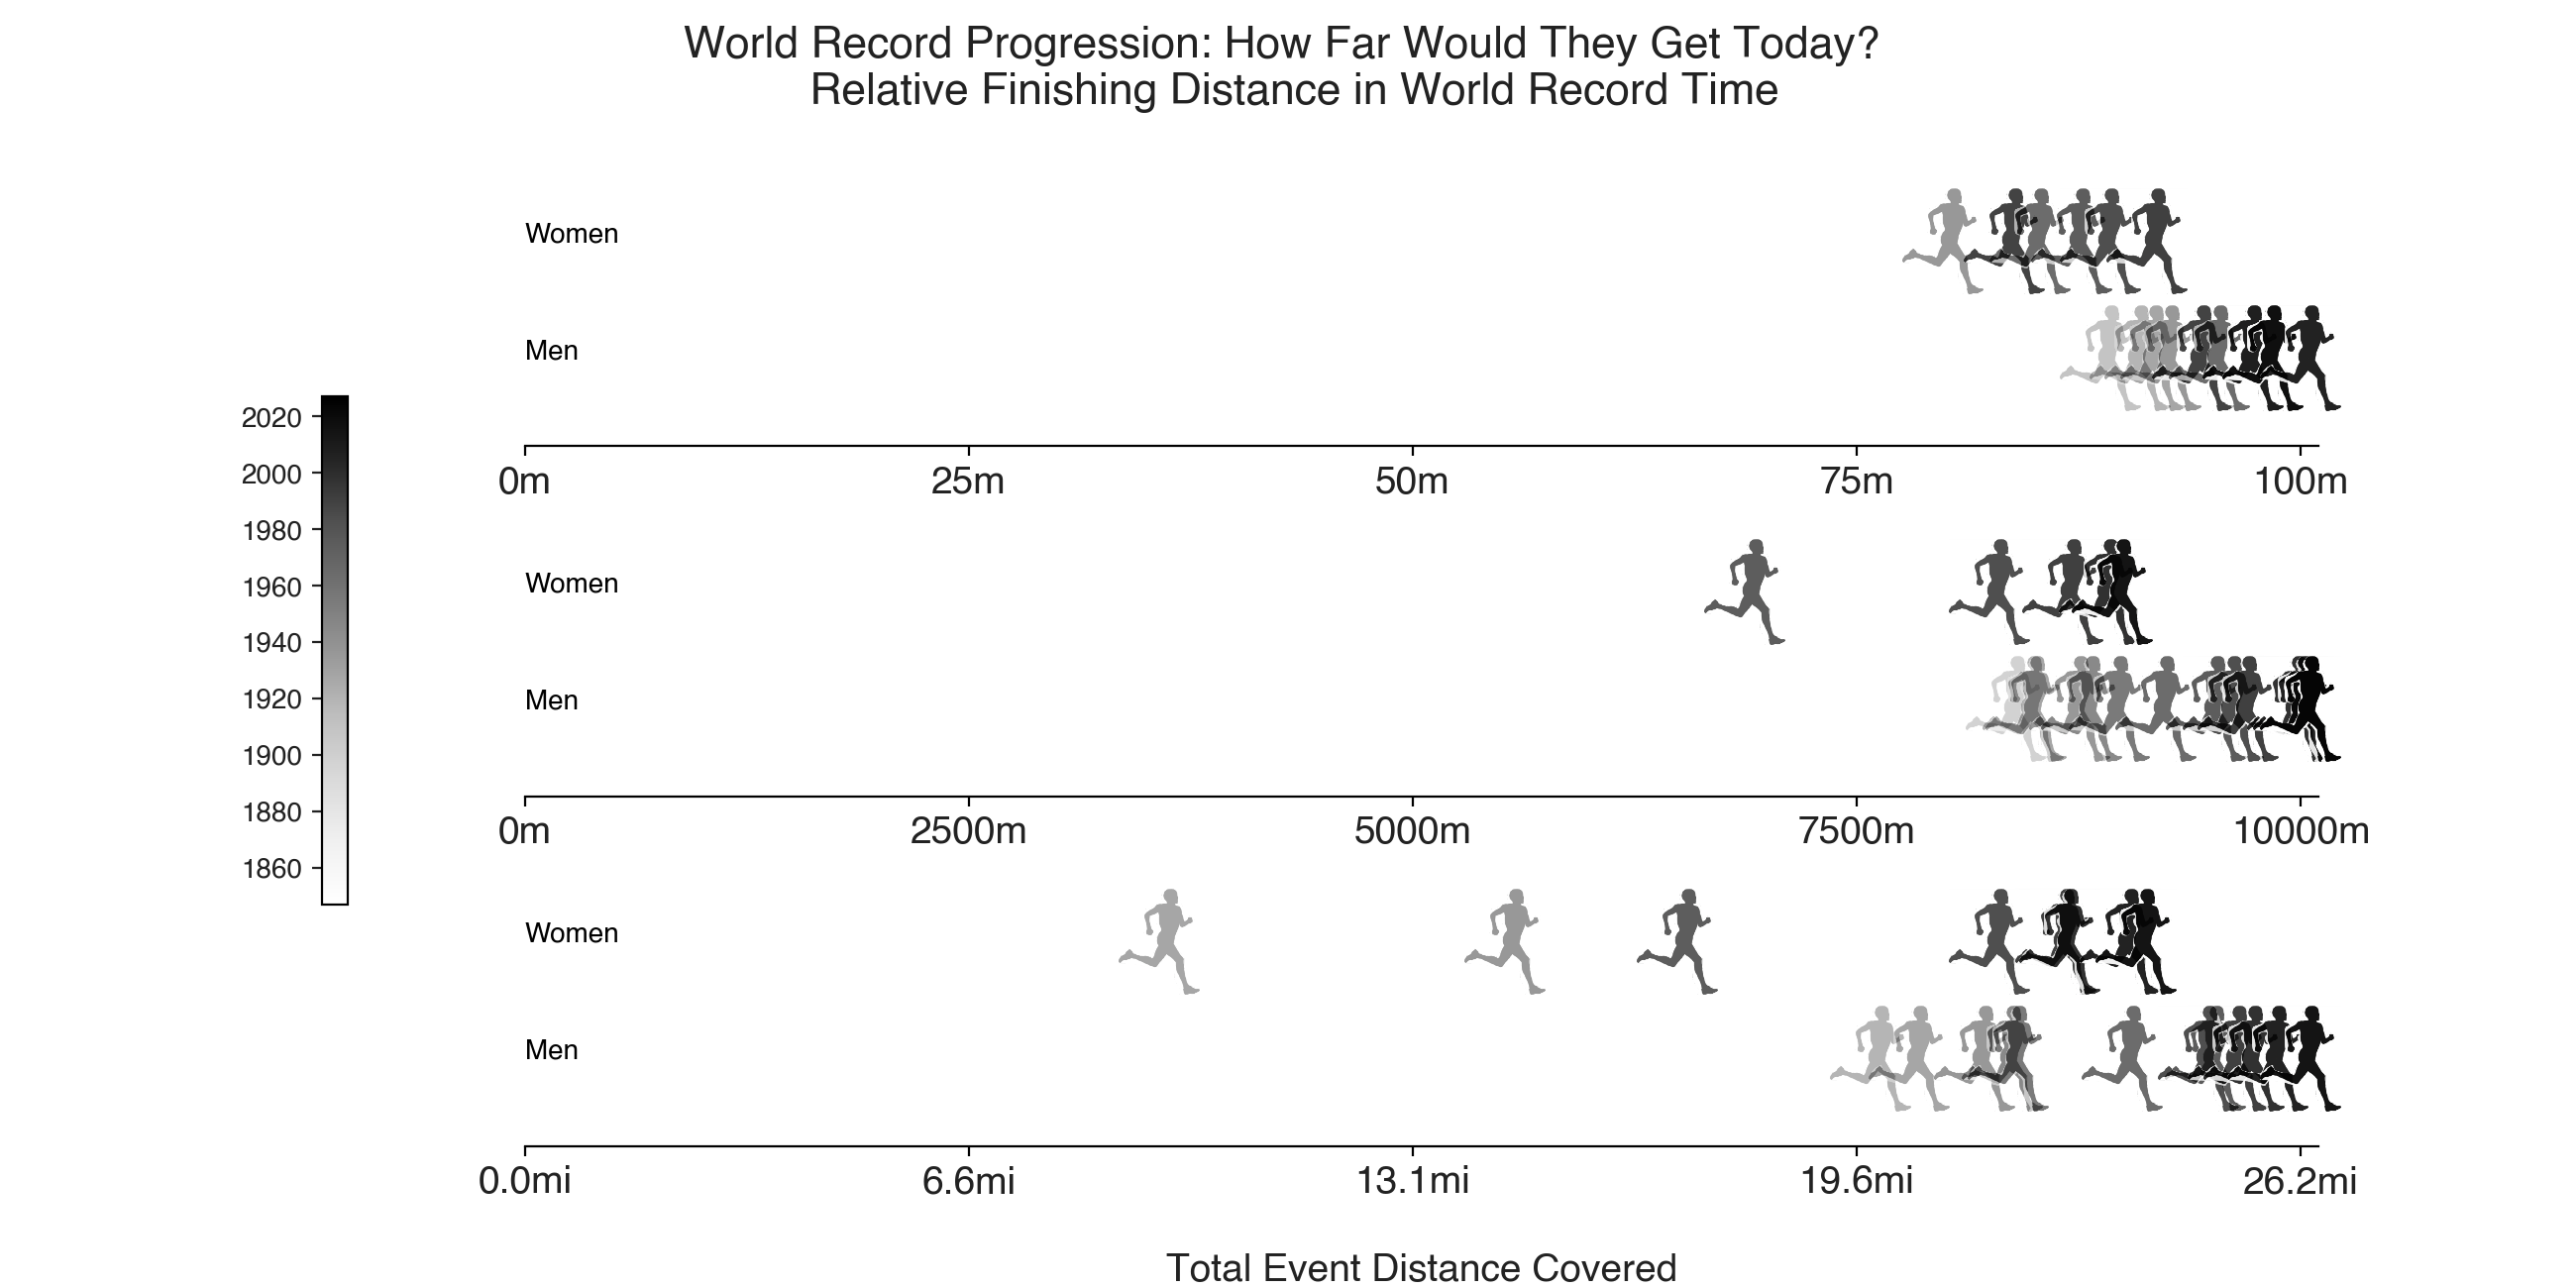 World Record Progression: How Far Would They Get Today?
Relative Finishing Distance in World Record Time
Women
Men
0m 25m 50m 75m 100m
2020
2000
1980
1960
1940
1920
1900
1880
1860
Women
Men
0m 2500m 5000m 7500m 10000m
Women
Men
0.0mi 6.6mi 13.1mi 19.6mi 26.2mi
Total Event Distance Covered